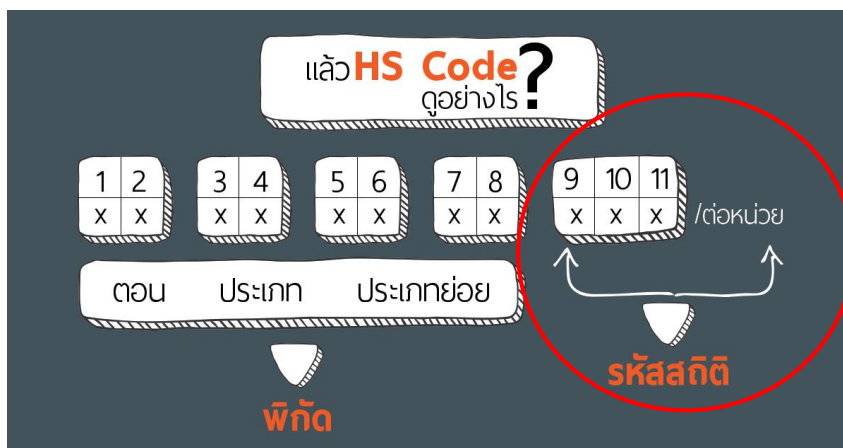 แล้ว HS Code
ดูอย่างไร ?
1 2 3 4 5 6 7 8 9 10 11
x x x x x x x x x x x /ต่อหน่วย
ตอน ประเภท ประเภทย่อย
รหัสสถิติ
พิกัด